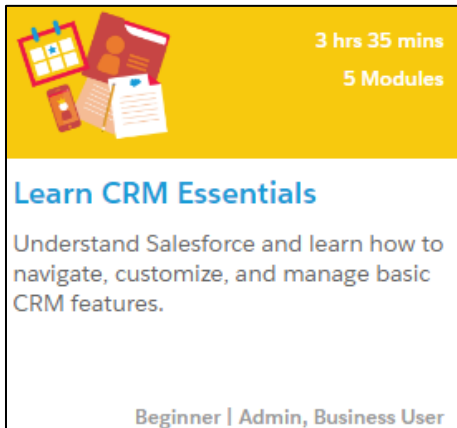 3 hrs 35 mins
5 Modules
Learn CRM Essentials
Understand Salesforce and learn how to
navigate, customize, and manage basic
CRM features.
Beginner | Admin, Business User